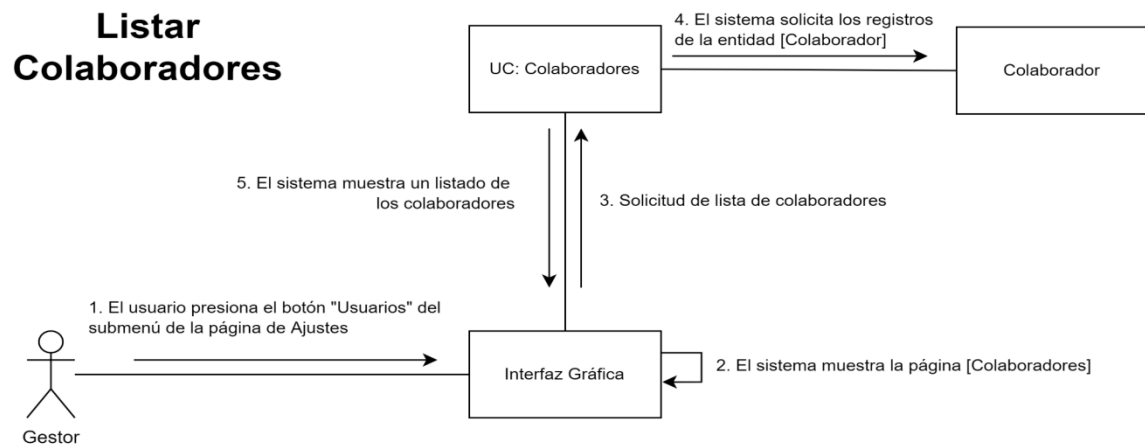 Listar
Colaboradores
4. El sistema solicita los registros
de la entidad [Colaborador]
UC: Colaboradores
Colaborador
5. El sistema muestra un listado de
los colaboradores
3. Solicitud de lista de colaboradores
1. El usuario presiona el botón "Usuarios" del
submenú de la página de Ajustes
Interfaz Gráfica
2. El sistema muestra la página [Colaboradores]
Gestor